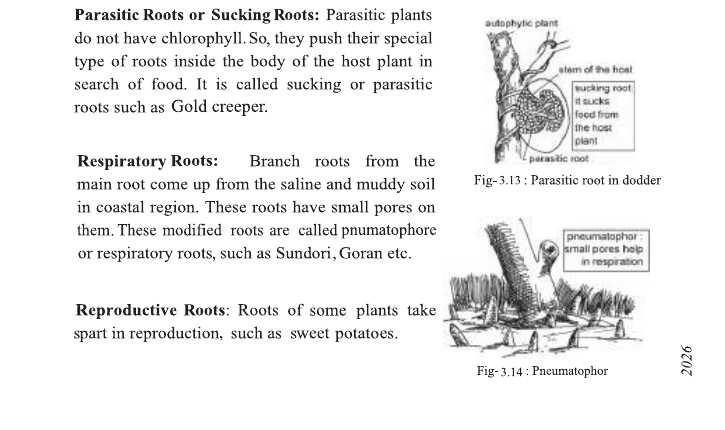 Parasitic Roots or Sucking Roots: Parasitic plants
do not have chlorophyll. So, they push their special
type of roots inside the body of the host plant in
search of food. It is called sucking or parasitic
roots such as Gold creeper.
autophytic plant
stem of the host
sucking root
it sucks
food from
the host
plant
parasitic root
Fig- 3.13 : Parasitic root in dodder
Respiratory Roots: Branch roots from the
main root come up from the saline and muddy soil
in coastal region. These roots have small pores on
them. These modified roots are called pnumatophore
or respiratory roots, such as Sundori, Goran etc.
pneumatophor :
small pores help
in respiration
Reproductive Roots: Roots of some plants take
spart in reproduction, such as sweet potatoes.
Fig- 3.14 : Pneumatophor
2026